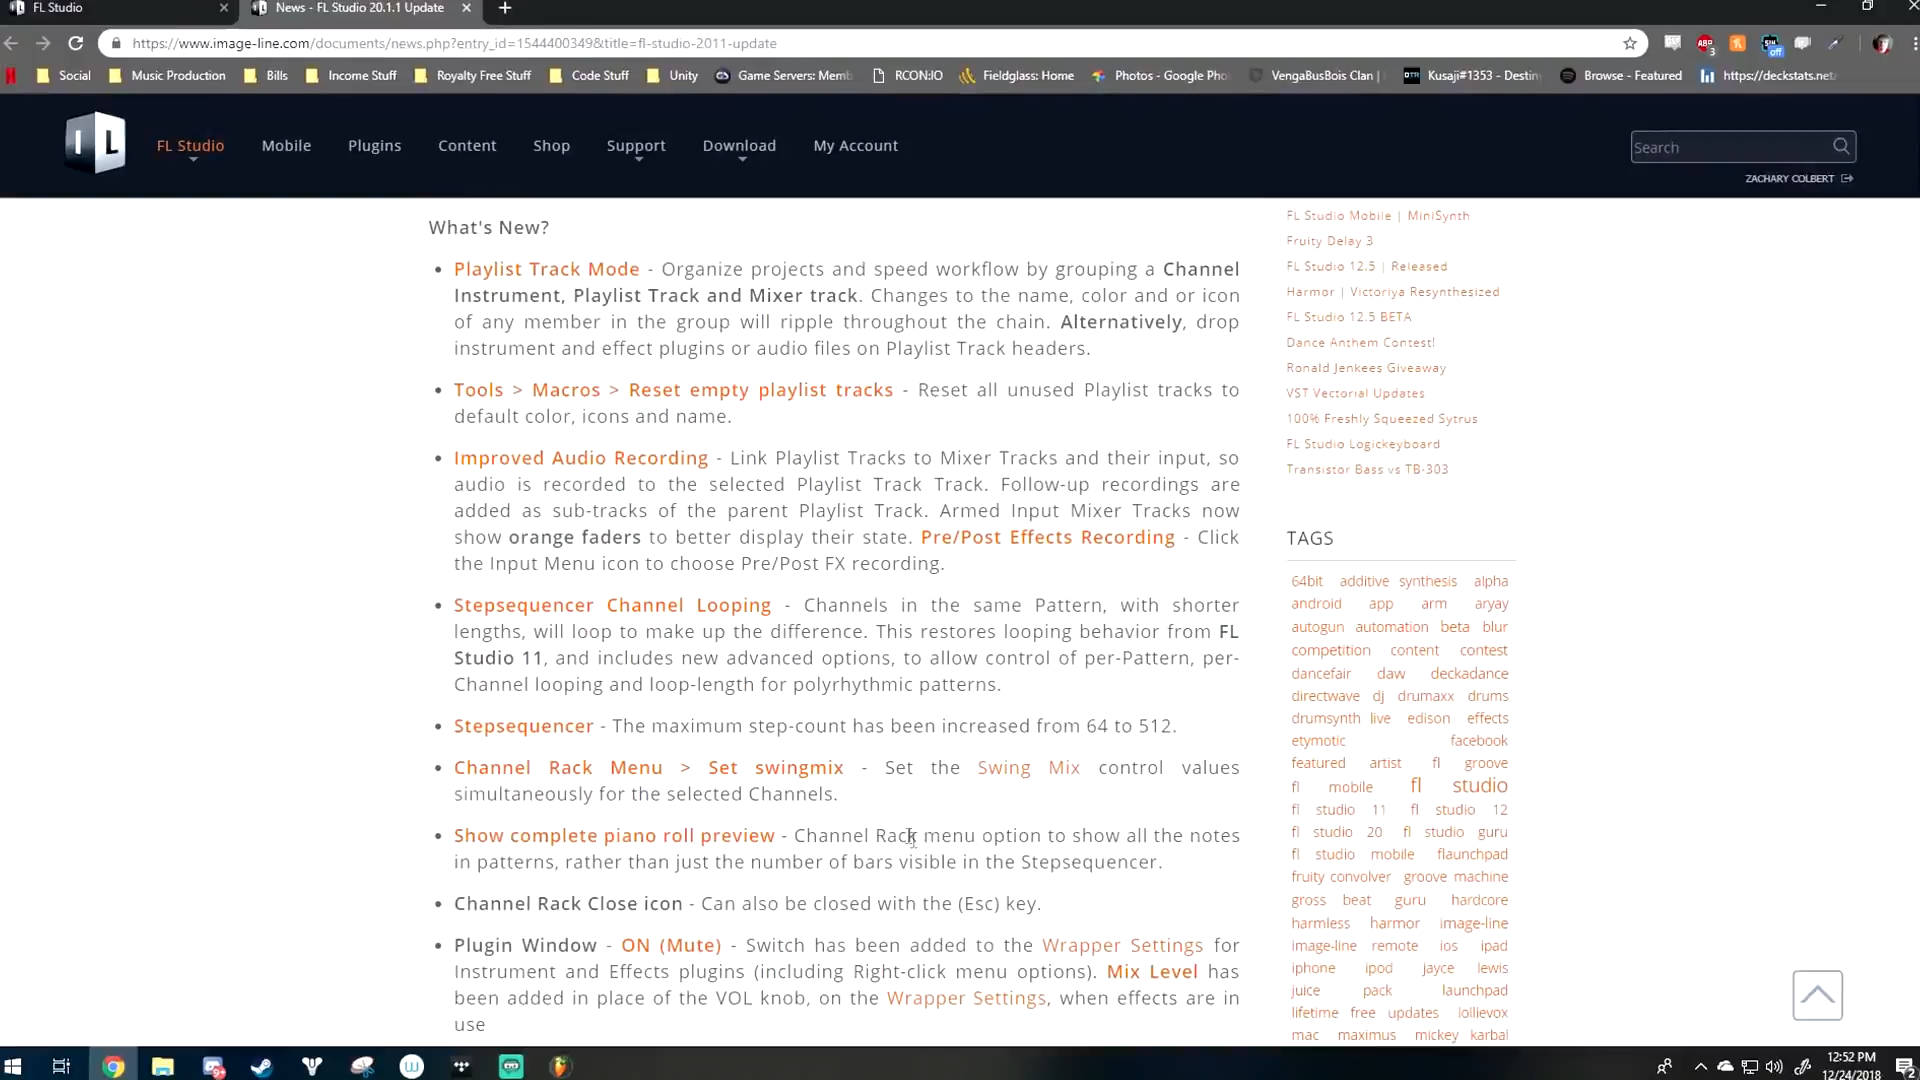 FL Studio
News - FL Studio 20.1.1 Update
https://www.image-line.com/documents/news.php?entry_id=1544400349&title=fl-studio-2011-update
Social
Music Production
Bills
Income Stuff
Royalty Free Stuff
Code Stuff
Unity
Game Servers: Memb
RCON:IO
Fieldglass: Home
Photos - Google Pho
VengaBusBois Clan |
Kusaji#1353 - Destin
Browse - Featured
https://deckstats.net
IL
FL Studio
Mobile
Plugins
Content
Shop
Support
Download
My Account
Search
ZACHARY COLBERT
What's New?
Playlist Track Mode - Organize projects and speed workflow by grouping a Channel
Instrument, Playlist Track and Mixer track. Changes to the name, color and or icon
of any member in the group will ripple throughout the chain. Alternatively, drop
instrument and effect plugins or audio files on Playlist Track headers.
Tools > Macros > Reset empty playlist tracks - Reset all unused Playlist tracks to
default color, icons and name.
Improved Audio Recording - Link Playlist Tracks to Mixer Tracks and their input, so
audio is recorded to the selected Playlist Track Track. Follow-up recordings are
added as sub-tracks of the parent Playlist Track. Armed Input Mixer Tracks now
show orange faders to better display their state. Pre/Post Effects Recording - Click
the Input Menu icon to choose Pre/Post FX recording.
Stepsequencer Channel Looping - Channels in the same Pattern, with shorter
lengths, will loop to make up the difference. This restores looping behavior from FL
Studio 11, and includes new advanced options, to allow control of per-Pattern, per-
Channel looping and loop-length for polyrhythmic patterns.
Stepsequencer - The maximum step-count has been increased from 64 to 512.
Channel Rack Menu > Set swingmix - Set the Swing Mix control values
simultaneously for the selected Channels.
Show complete piano roll preview - Channel Rack menu option to show all the notes
in patterns, rather than just the number of bars visible in the Stepsequencer.
Channel Rack Close icon - Can also be closed with the (Esc) key.
Plugin Window - ON (Mute) - Switch has been added to the Wrapper Settings for
Instrument and Effects plugins (including Right-click menu options). Mix Level has
been added in place of the VOL knob, on the Wrapper Settings, when effects are in
use
FL Studio Mobile | MiniSynth
Fruity Delay 3
FL Studio 12.5 | Released
Harmor | Victoriya Resynthesized
FL Studio 12.5 BETA
Dance Anthem Contest!
Ronald Jenkees Giveaway
VST Vectorial Updates
100% Freshly Squeezed Sytrus
FL Studio Logickeyboard
Transistor Bass vs TB-303
TAGS
64bit additive synthesis alpha
android app arm aryay
autogun automation beta blur
competition content contest
dancefair daw deckadance
directwave dj drumaxx drums
drumsynth live edison effects
etymotic facebook
featured artist fl groove
fl mobile fl studio
fl studio 11 fl studio 12
fl studio 20 fl studio guru
fl studio mobile flaunchpad
fruity convolver groove machine
gross beat guru hardcore
harmless harmor image-line
image-line remote ios ipad
iphone ipod jayce lewis
juice pack launchpad
lifetime free updates lollievox
mac maximus mickey karbal
12:52 PM
12/24/2018